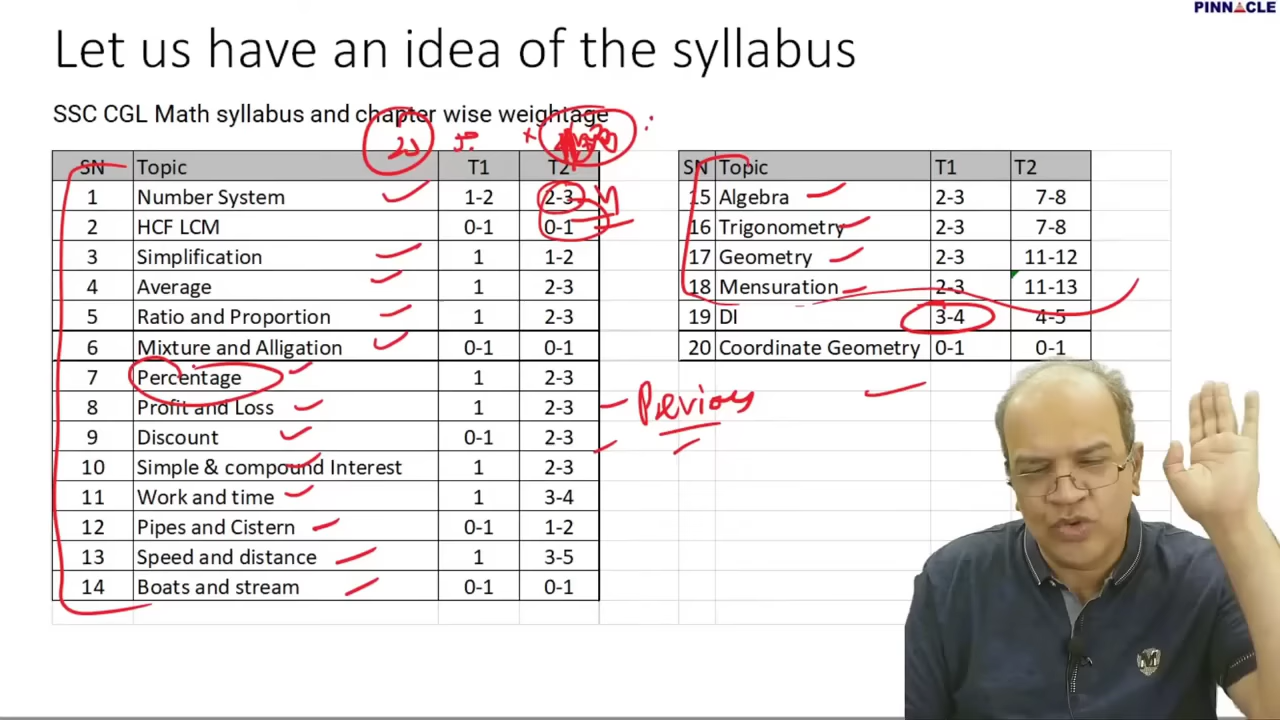 PINNACLE
Let us have an idea of the syllabus
SSC CGL Math syllabus and chapter wise weightage
SN Topic T1 T2
1 Number System 1-2 2-3
2 HCF LCM 0-1 0-1
3 Simplification 1 1-2
4 Average 1 2-3
5 Ratio and Proportion 1 2-3
6 Mixture and Alligation 0-1 0-1
7 Percentage 1 2-3
8 Profit and Loss 1 2-3
9 Discount 0-1 2-3
10 Simple & compound Interest 1 2-3
11 Work and time 1 3-4
12 Pipes and Cistern 0-1 1-2
13 Speed and distance 1 3-5
14 Boats and stream 0-1 0-1
SN Topic T1 T2
15 Algebra 2-3 7-8
16 Trigonometry 2-3 7-8
17 Geometry 2-3 11-12
18 Mensuration 2-3 11-13
19 DI 3-4 4-5
20 Coordinate Geometry 0-1 0-1
Previous